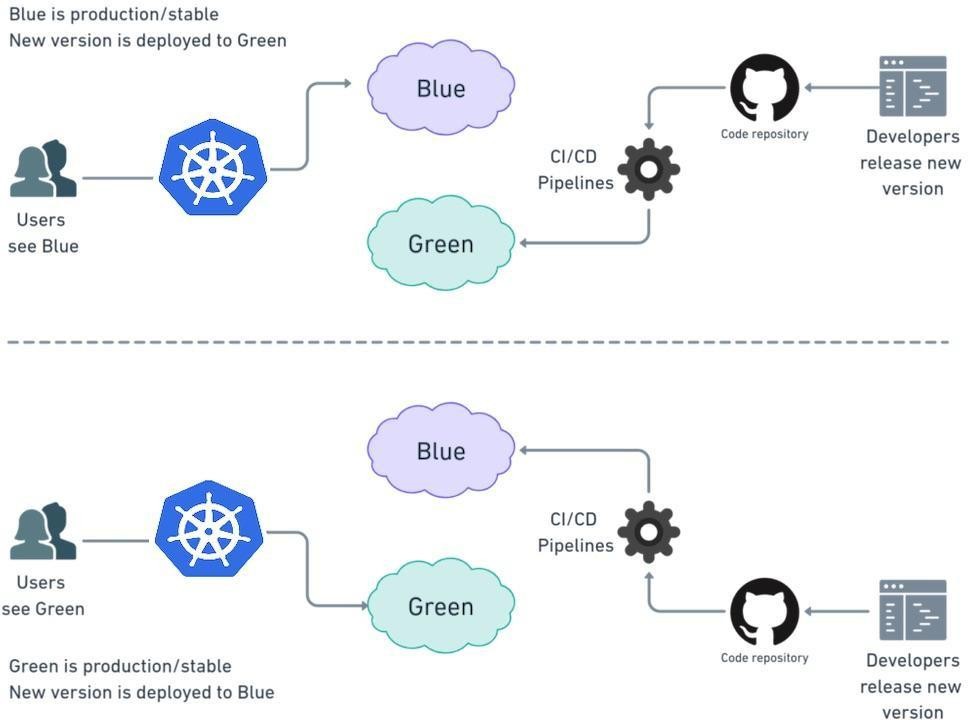 Blue is production/stable
New version is deployed to Green
Blue
Code repository
Developers
release new
version
CI/CD
Pipelines
Users
see Blue
Green
Blue
CI/CD
Pipelines
Users
see Green
Green
Code repository
Developers
release new
version
Green is production/stable
New version is deployed to Blue